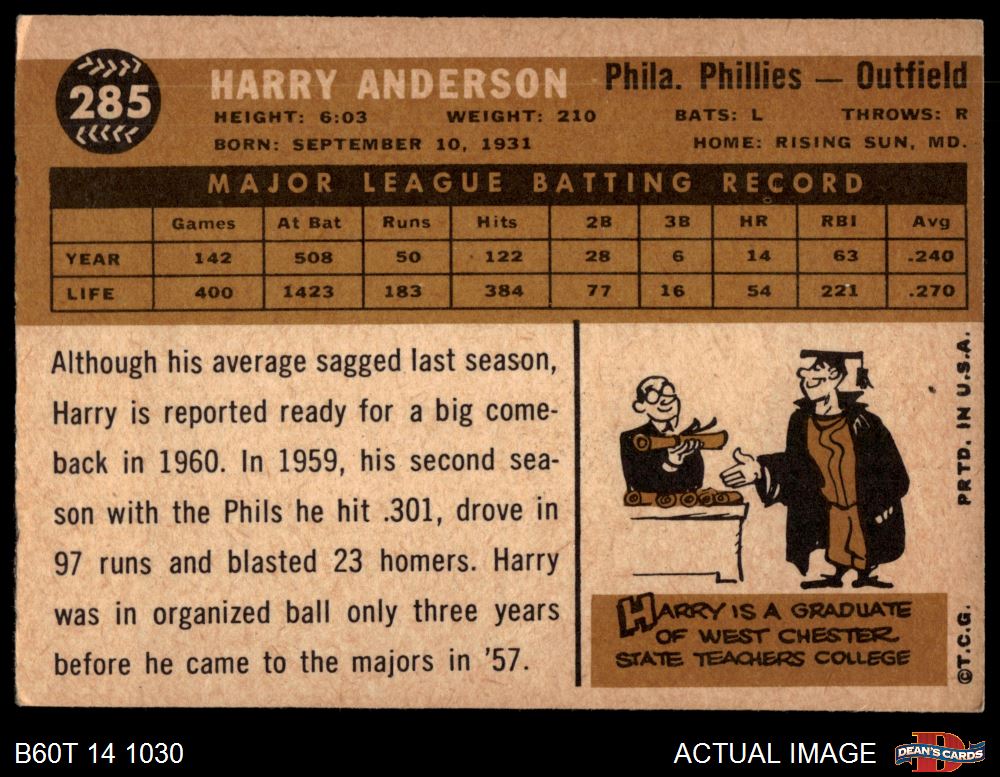 285
HARRY ANDERSON
Phila. Phillies — Outfield
HEIGHT: 6:03 WEIGHT: 210 BATS: L THROWS: R
BORN: SEPTEMBER 10, 1931 HOME: RISING SUN, MD.
MAJOR LEAGUE BATTING RECORD
Games At Bat Runs Hits 2B 3B HR RBI Avg
YEAR 142 508 50 122 28 6 14 63 .240
LIFE 400 1423 183 384 77 16 54 221 .270
Although his average sagged last season,
Harry is reported ready for a big come-
back in 1960. In 1959, his second sea-
son with the Phils he hit .301, drove in
97 runs and blasted 23 homers. Harry
was in organized ball only three years
before he came to the majors in '57.
HARRY IS A GRADUATE
OF WEST CHESTER
STATE TEACHERS COLLEGE
PRTD. IN U.S.A.
©T.C.G.
B60T 14 1030
ACTUAL IMAGE
D
DEAN'S CARDS